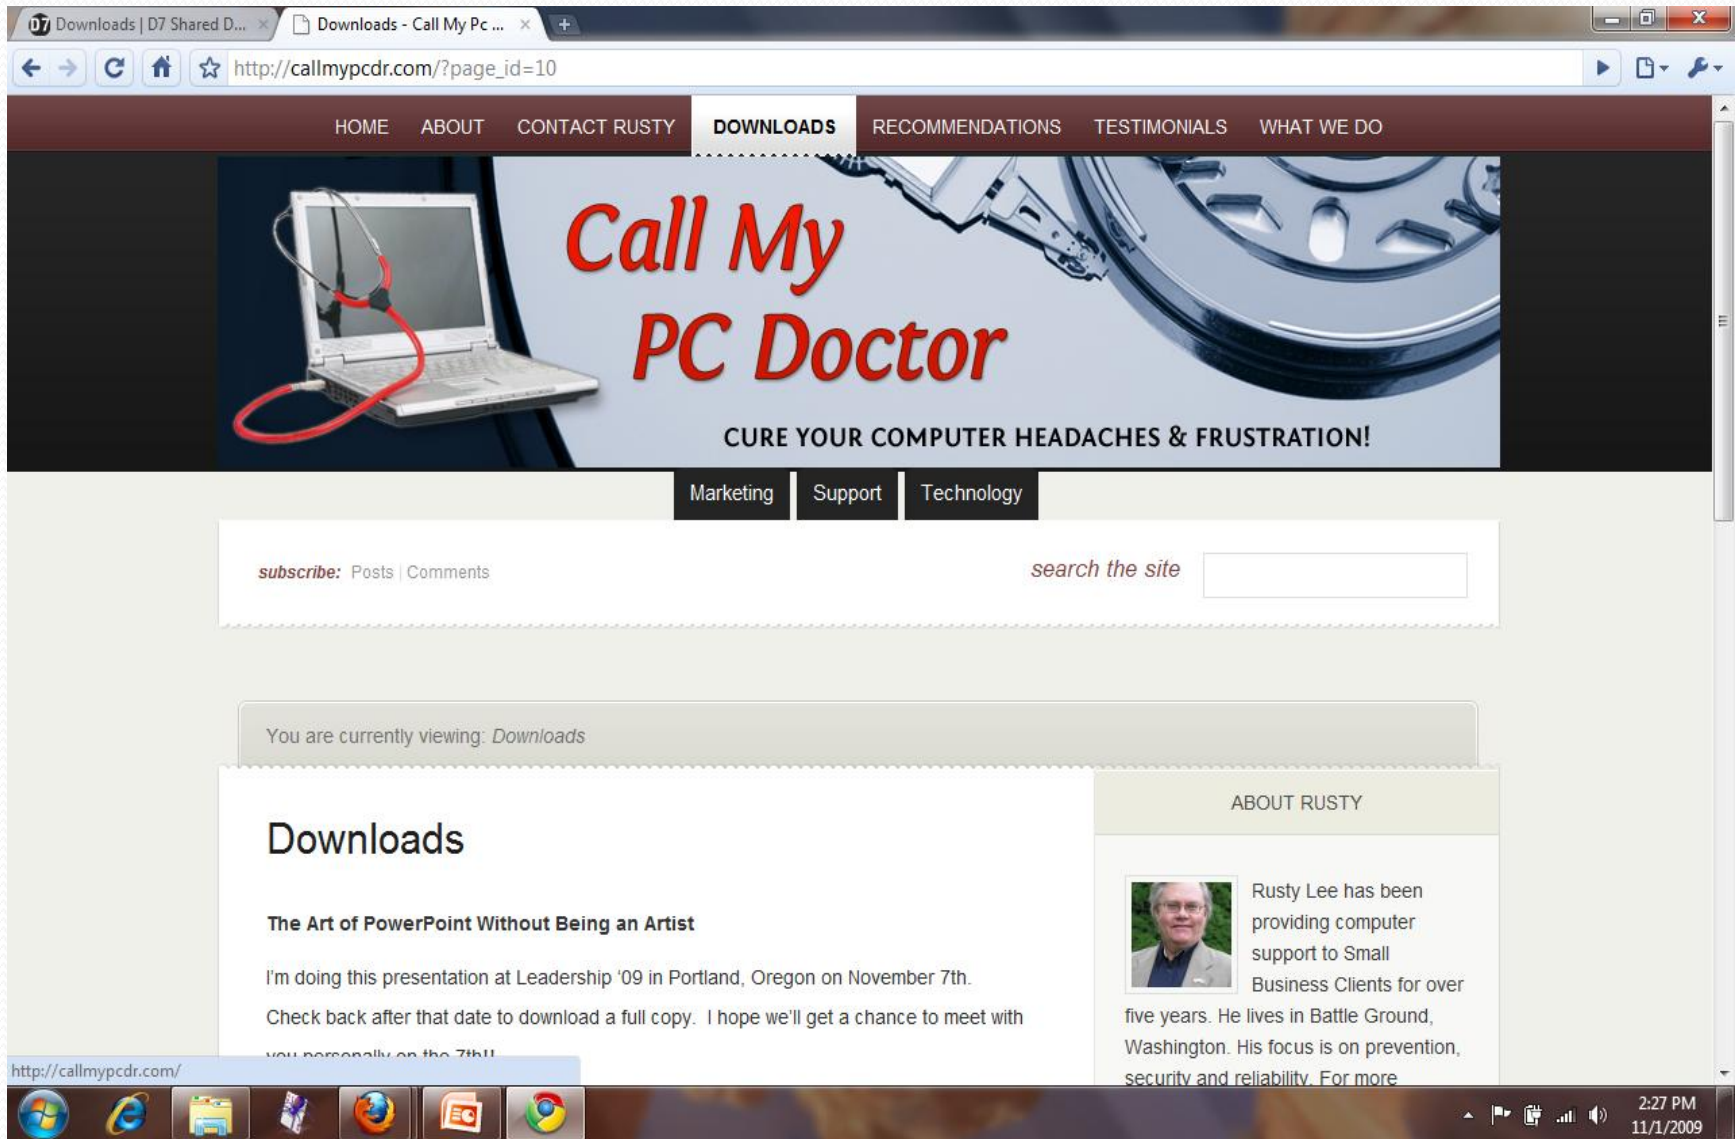 Downloads | D7 Shared D...
Downloads - Call My Pc ...
http://callmypcdr.com/?page_id=10
HOME ABOUT CONTACT RUSTY DOWNLOADS RECOMMENDATIONS TESTIMONIALS WHAT WE DO
Call My
PC Doctor
CURE YOUR COMPUTER HEADACHES & FRUSTRATION!
Marketing Support Technology
subscribe: Posts | Comments
search the site
You are currently viewing: Downloads
Downloads
The Art of PowerPoint Without Being an Artist
I'm doing this presentation at Leadership '09 in Portland, Oregon on November 7th.
Check back after that date to download a full copy. I hope we'll get a chance to meet with
you personally on the 7th!!
ABOUT RUSTY
Rusty Lee has been
providing computer
support to Small
Business Clients for over
five years. He lives in Battle Ground,
Washington. His focus is on prevention,
security and reliability. For more
http://callmypcdr.com/
2:27 PM
11/1/2009